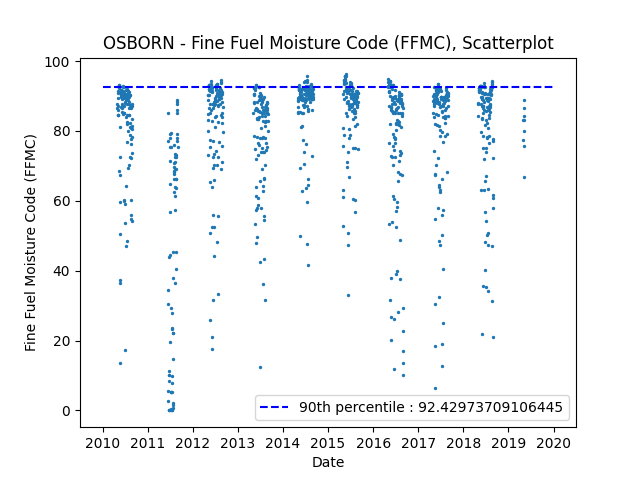 OSBORN - Fine Fuel Moisture Code (FFMC), Scatterplot
100
80
60
40
20
0
Fine Fuel Moisture Code (FFMC)
90th percentile : 92.42973709106445
2010 2011 2012 2013 2014 2015 2016 2017 2018 2019 2020
Date